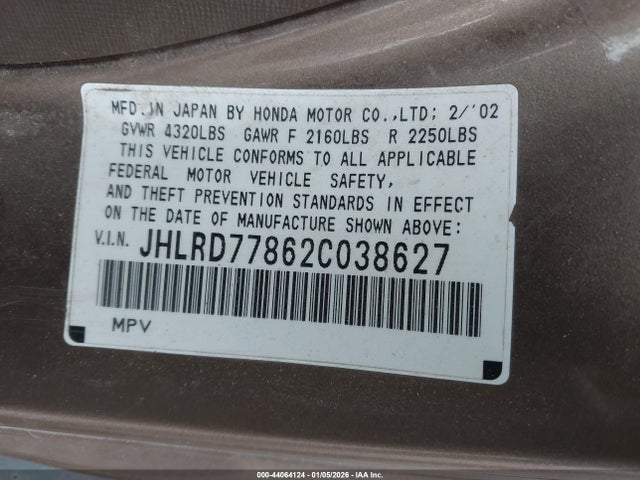 MFD.IN JAPAN BY HONDA MOTOR CO.,LTD; 2/'02
GVWR 4320LBS GAWR F 2160LBS R 2250LBS
THIS VEHICLE CONFORMS TO ALL APPLICABLE
FEDERAL MOTOR VEHICLE SAFETY,
AND THEFT PREVENTION STANDARDS IN EFFECT
ON THE DATE OF MANUFACTURE SHOWN ABOVE:
V.I.N. JHLRD77862C038627
MPV
000-44064124 | 01/05/2026 | IAA Inc.